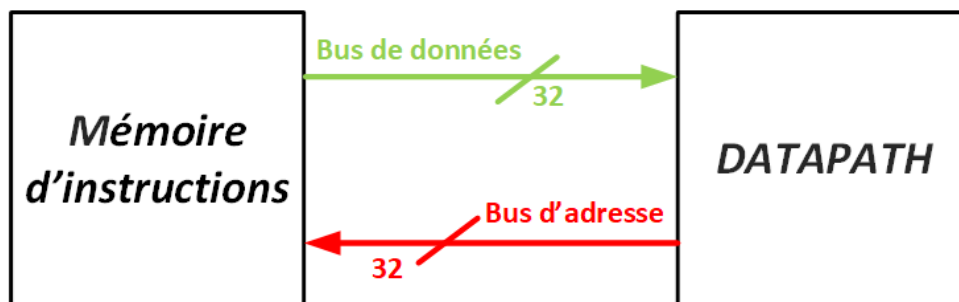 Bus de données
32
Mémoire
d'instructions
DATAPATH
Bus d'adresse
32